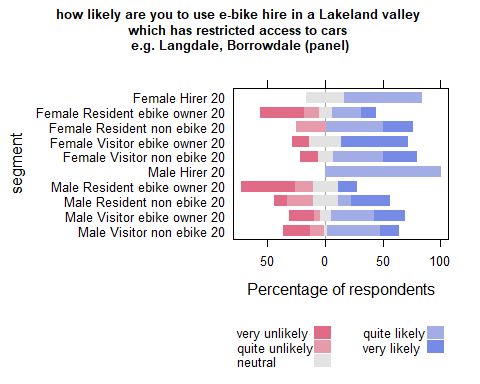 how likely are you to use e-bike hire in a Lakeland valley
which has restricted access to cars
e.g. Langdale, Borrowdale (panel)
segment
Female Hirer 20
Female Resident ebike owner 20
Female Resident non ebike 20
Female Visitor ebike owner 20
Female Visitor non ebike 20
Male Hirer 20
Male Resident ebike owner 20
Male Resident non ebike 20
Male Visitor ebike owner 20
Male Visitor non ebike 20
50 0 50 100
Percentage of respondents
very unlikely quite likely
quite unlikely very likely
neutral